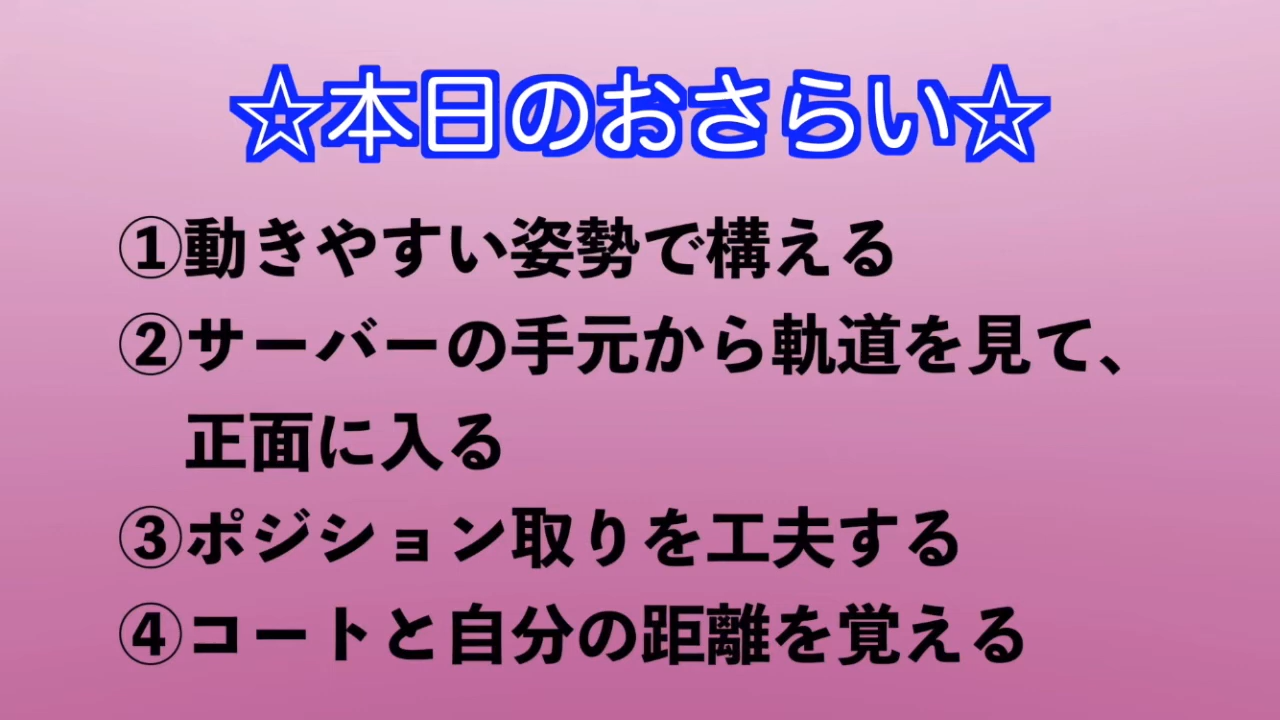 ☆本日のおさらい☆
①動きやすい姿勢で構える
②サーバーの手元から軌道を見て、
正面に入る
③ポジション取りを工夫する
④コートと自分の距離を覚える